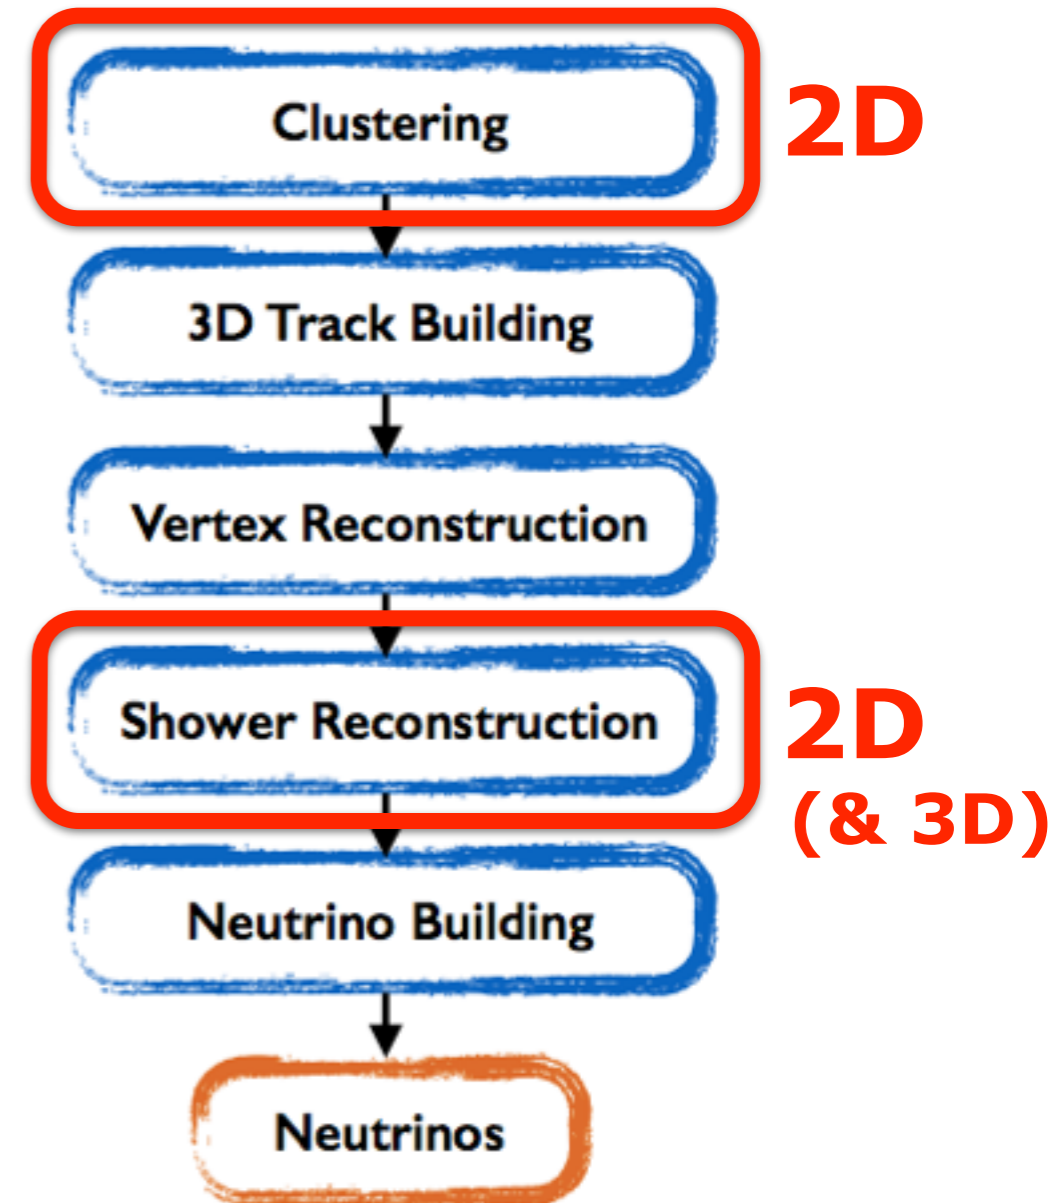 Clustering
2D
3D Track Building
Vertex Reconstruction
Shower Reconstruction
2D
(& 3D)
Neutrino Building
Neutrinos